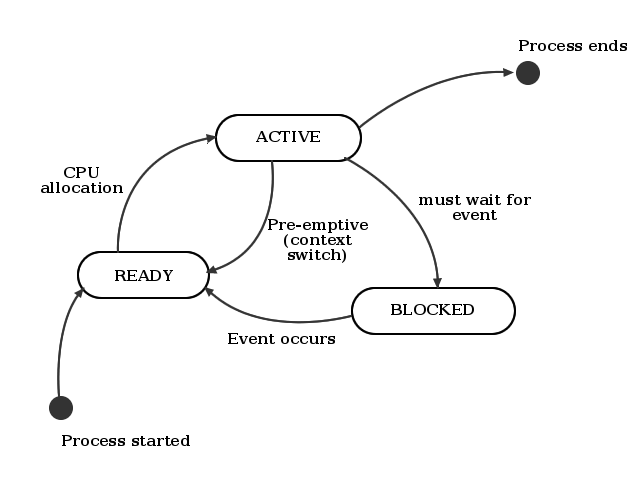 Process ends
ACTIVE
CPU
allocation
must wait for
event
Pre-emptive
(context
switch)
READY
BLOCKED
Event occurs
Process started